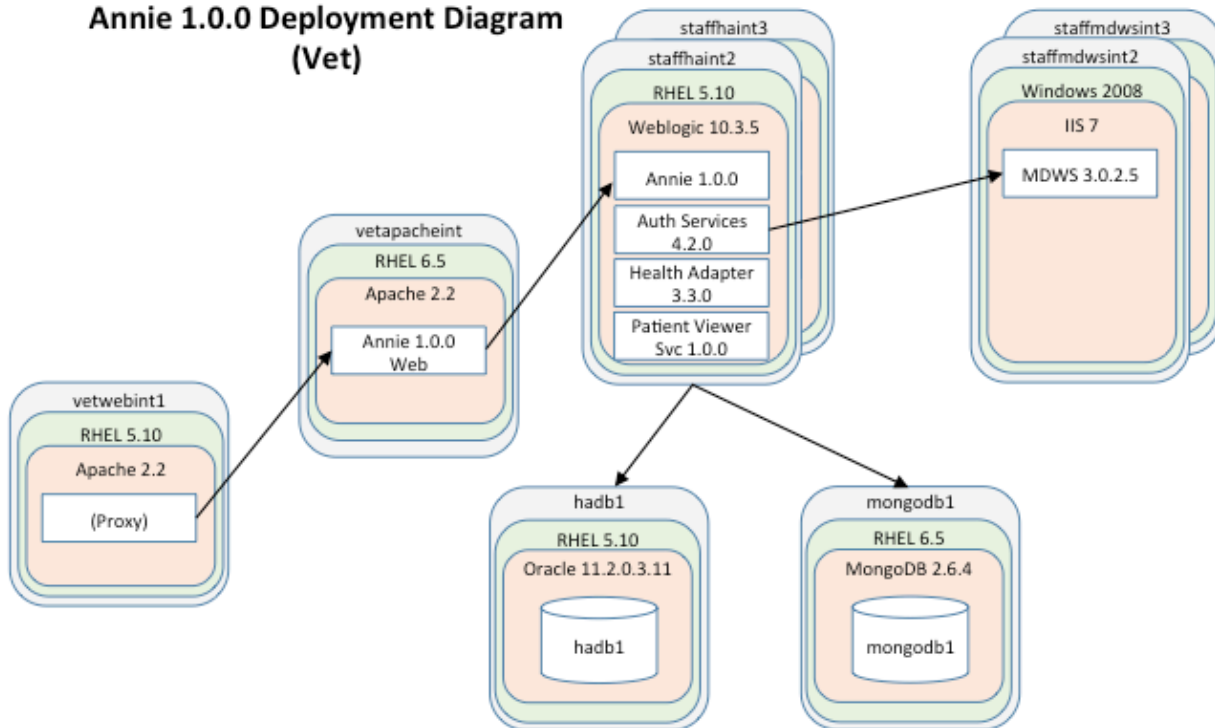 Annie 1.0.0 Deployment Diagram
(Vet)
staffhaint3
staffhaint2
RHEL 5.10
Weblogic 10.3.5
Annie 1.0.0
Auth Services
4.2.0
Health Adapter
3.3.0
Patient Viewer
Svc 1.0.0
staffmdwsint3
staffmdwsint2
Windows 2008
IIS 7
MDWS 3.0.2.5
vetapacheint
RHEL 6.5
Apache 2.2
Annie 1.0.0
Web
vetwebint1
RHEL 5.10
Apache 2.2
(Proxy)
hadb1
RHEL 5.10
Oracle 11.2.0.3.11
hadb1
mongodb1
RHEL 6.5
MongoDB 2.6.4
mongodb1